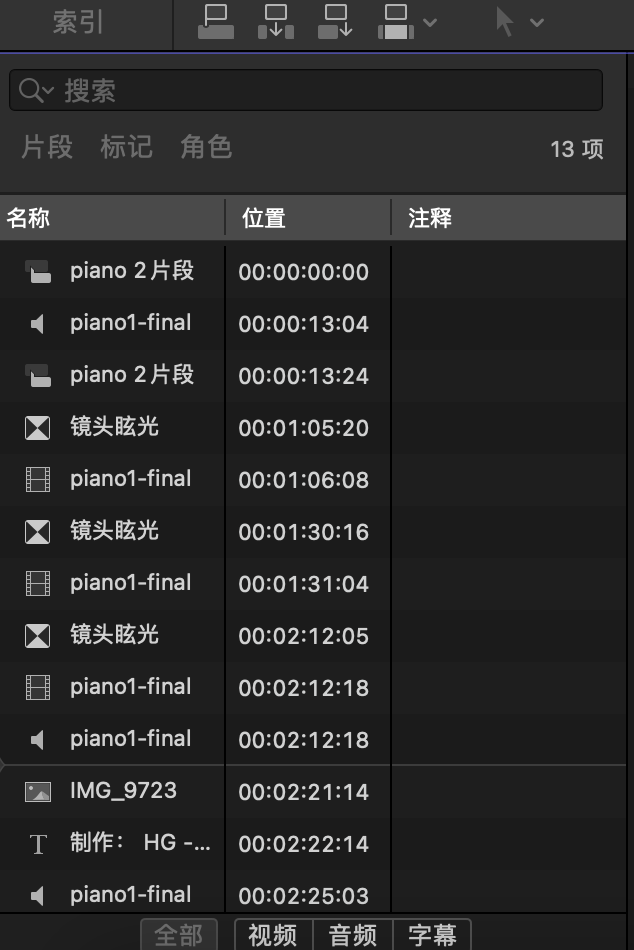 索引
搜索
片段 标记 角色 13 项
名称 位置 注释
piano 2片段 00:00:00:00
piano1-final 00:00:13:04
piano 2片段 00:00:13:24
镜头眩光 00:01:05:20
piano1-final 00:01:06:08
镜头眩光 00:01:30:16
piano1-final 00:01:31:04
镜头眩光 00:02:12:05
piano1-final 00:02:12:18
piano1-final 00:02:12:18
IMG_9723 00:02:21:14
制作： HG -... 00:02:22:14
piano1-final 00:02:25:03
全部 视频 音频 字幕